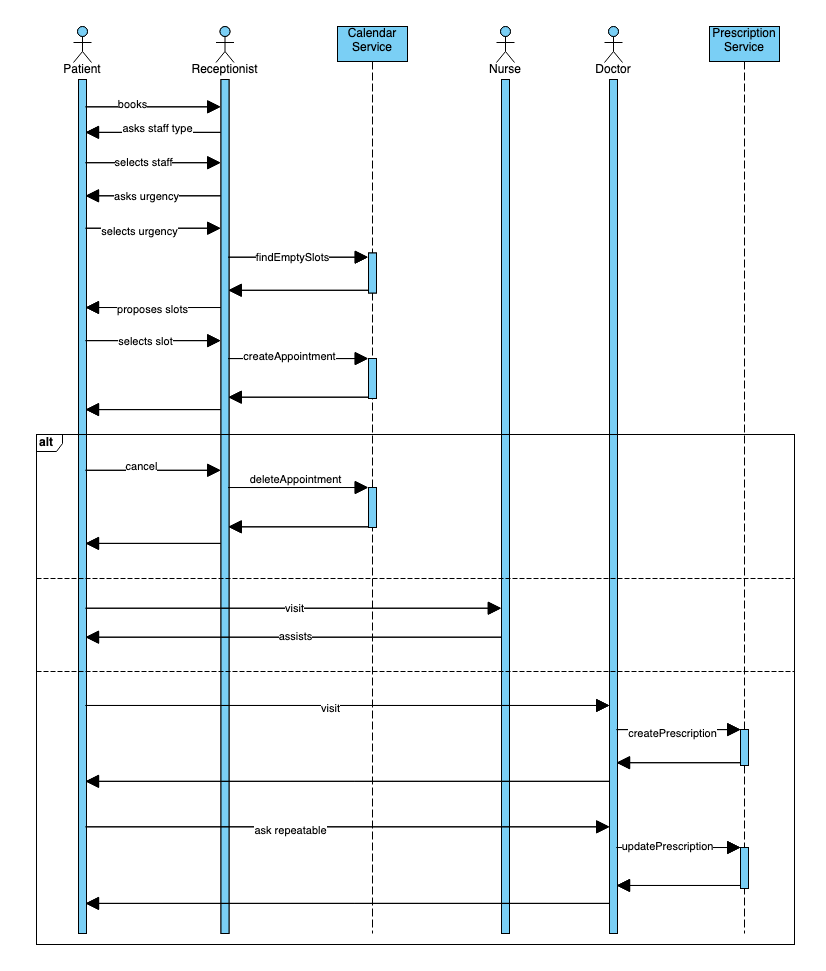 Calendar
Service
Prescription
Service
Patient
Receptionist
Nurse
Doctor
books
asks staff type
selects staff
asks urgency
selects urgency
findEmptySlots
proposes slots
selects slot
createAppointment
alt
cancel
deleteAppointment
visit
assists
visit
createPrescription
ask repeatable
updatePrescription